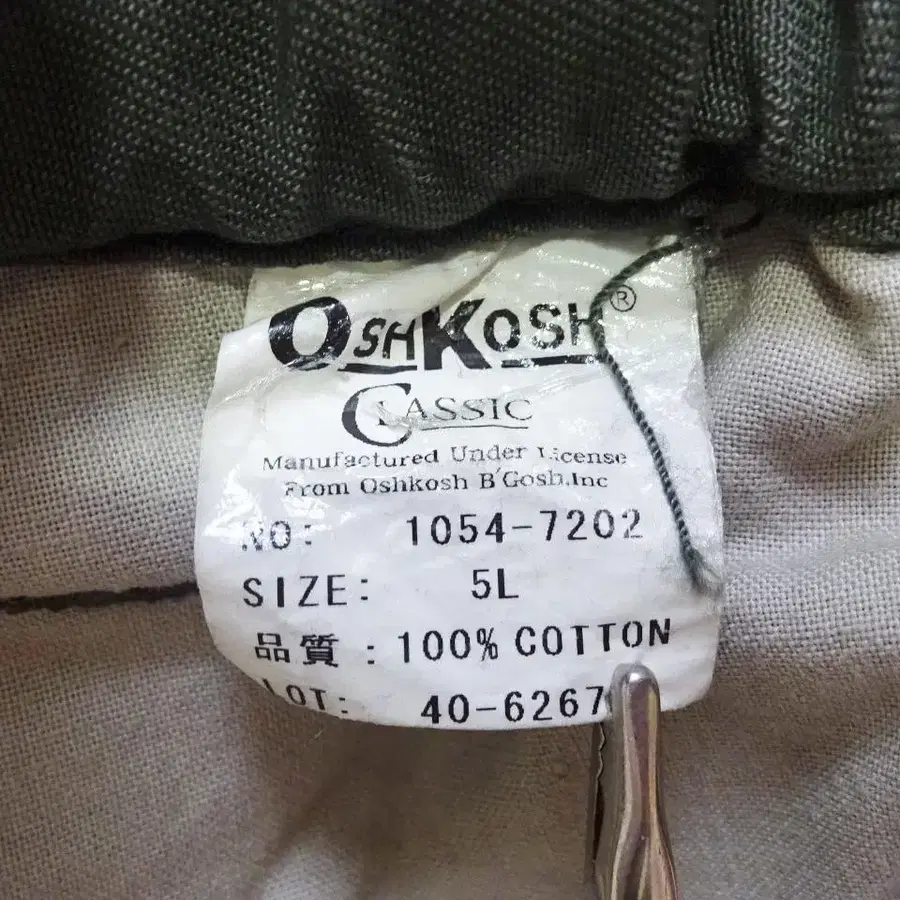 OSHKOSH®
CLASSIC
Manufactured Under License
From Oshkosh B'Gosh.Inc
NO: 1054-7202
SIZE: 5L
品質 : 100% COTTON
LOT: 40-6267